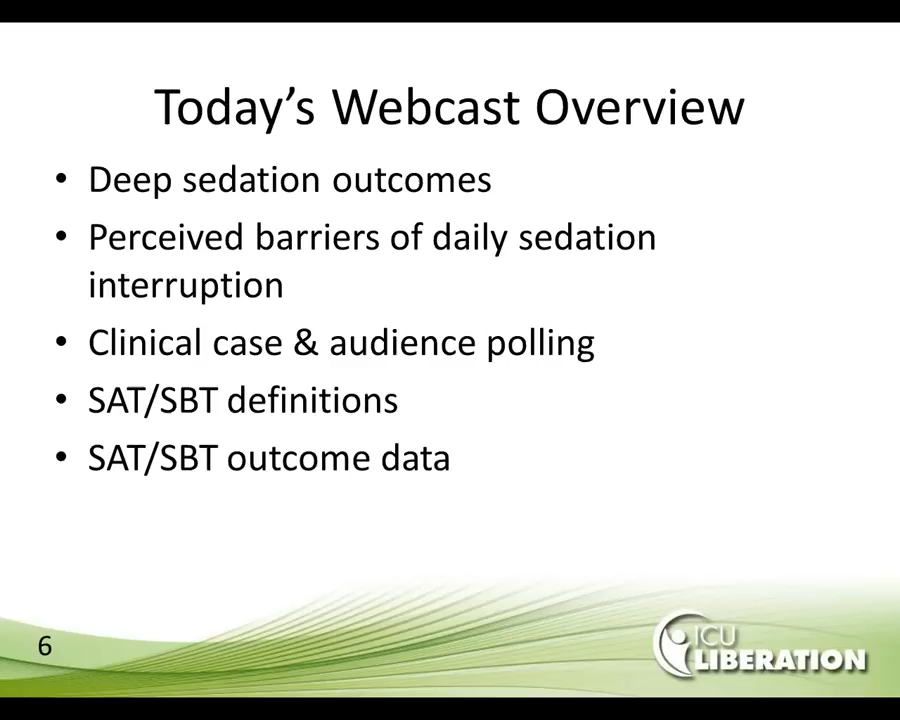 Today’s Webcast Overview
• Deep sedation outcomes
• Perceived barriers of daily sedation
interruption
• Clinical case & audience polling
• SAT/SBT definitions
• SAT/SBT outcome data
6
ICU
LIBERATION